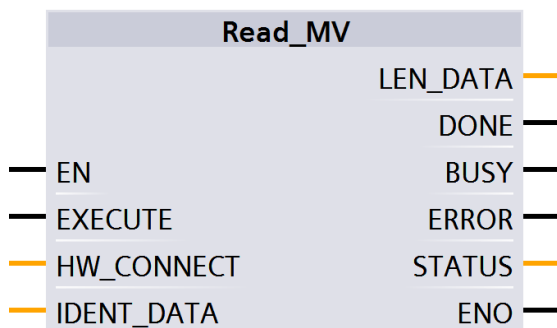 Read_MV
LEN_DATA
DONE
EN BUSY
EXECUTE ERROR
HW_CONNECT STATUS
IDENT_DATA ENO